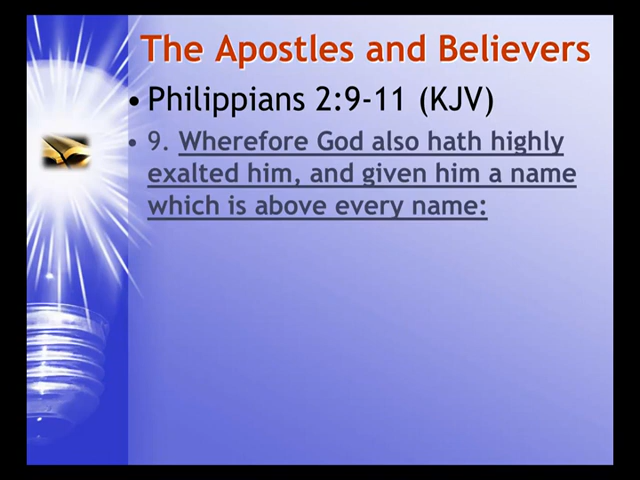 The Apostles and Believers
• Philippians 2:9-11 (KJV)
• 9. Wherefore God also hath highly
exalted him, and given him a name
which is above every name: